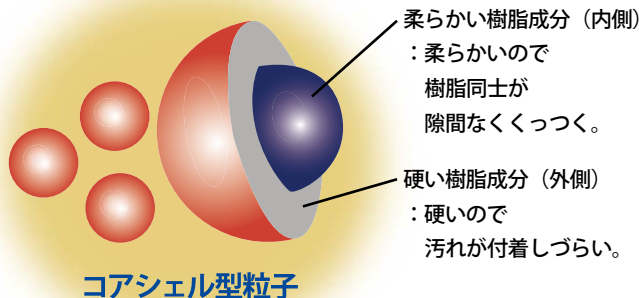 柔らかい樹脂成分（内側）
：柔らかいので
樹脂同士が
隙間なくくっつく。
硬い樹脂成分（外側）
：硬いので
汚れが付着しづらい。
コアシェル型粒子